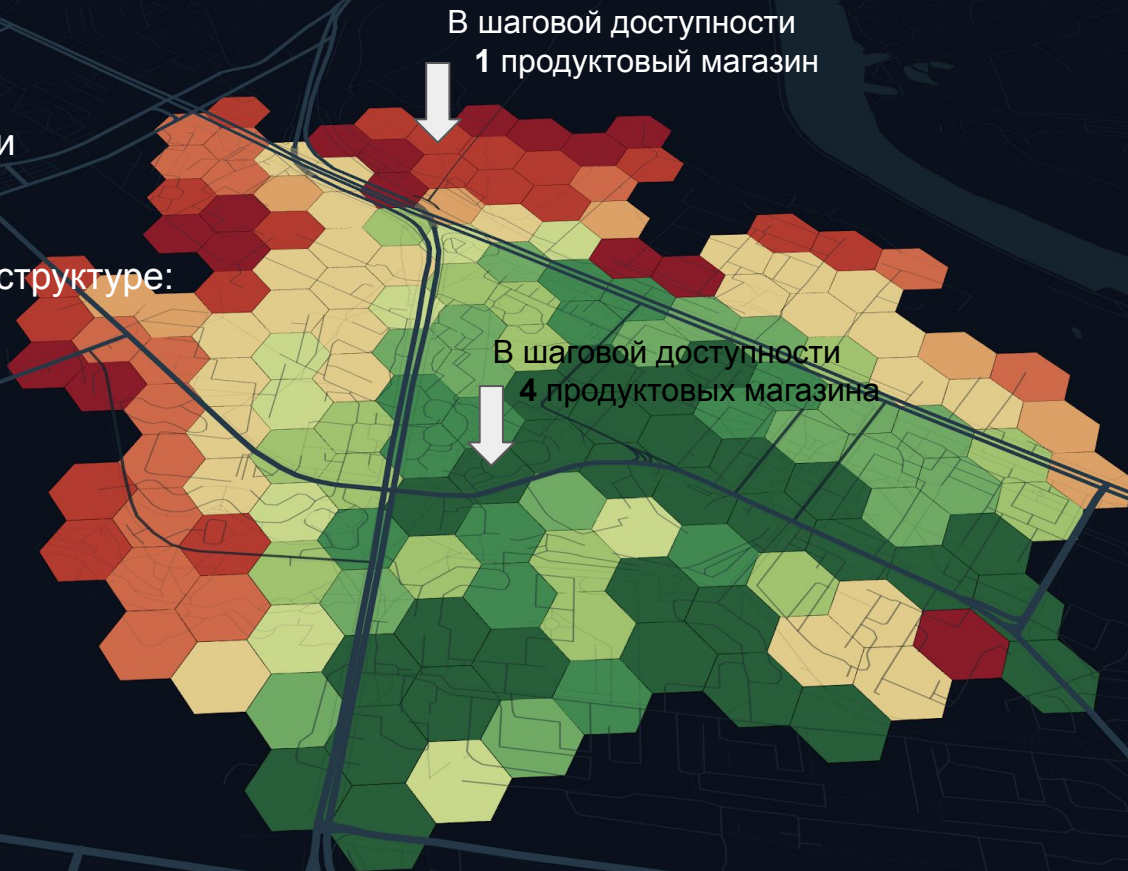 В шаговой доступности
1 продуктовый магазин
и
структуре:
В шаговой доступности
4 продуктовых магазина